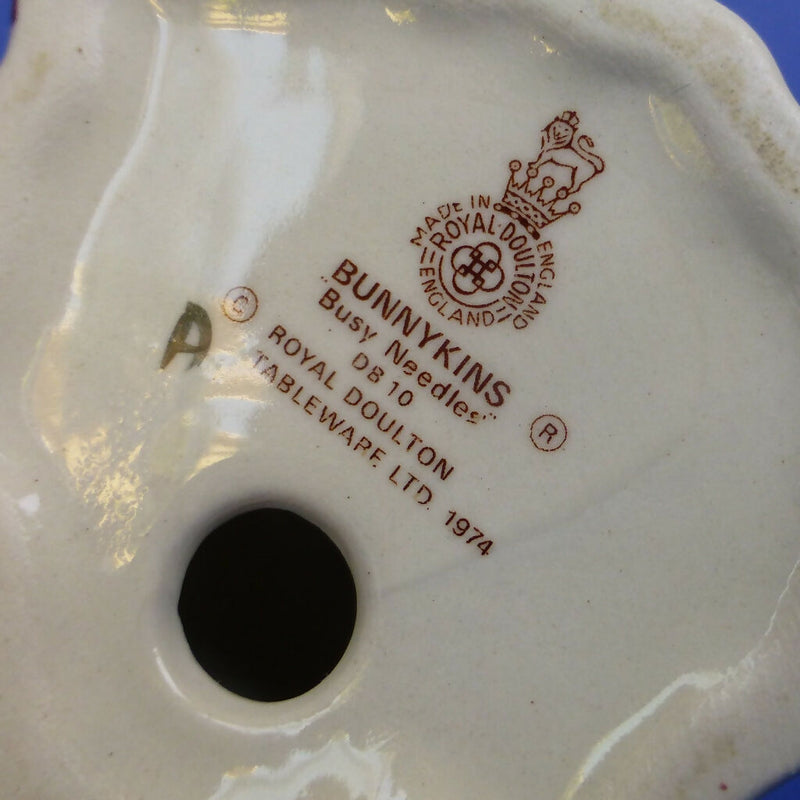 MADE IN ENGLAND
ROYAL·DOULTON
ENGLAND
"BUNNYKINS
"Busy Needles"
DB 10
®
© ROYAL DOULTON
TABLEWARE LTD. 1974
A